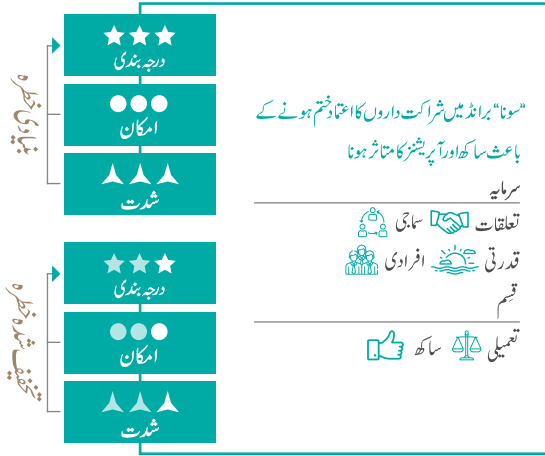 "سونا" برانڈ میں شراکت داروں کا اعتماد ختم ہونے کے
باعث ساکھ اور آپریشنز کا متاثر ہونا
سرمایہ
تعلقات سماجی
قدرتی افرادی
قسِم
تعمیلی ساکھ
بنیادی خطرہ
درجہ بندی
امکان
شدت
تخفیف شدہ خطرہ
درجہ بندی
امکان
شدت